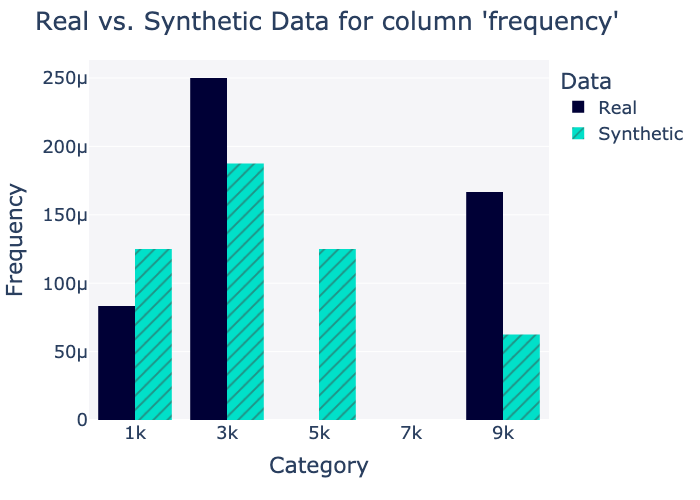 Real vs. Synthetic Data for column 'frequency'
Data
Real
Synthetic
250μ
200μ
150μ
100μ
50μ
0
Frequency
1k
3k
5k
7k
9k
Category